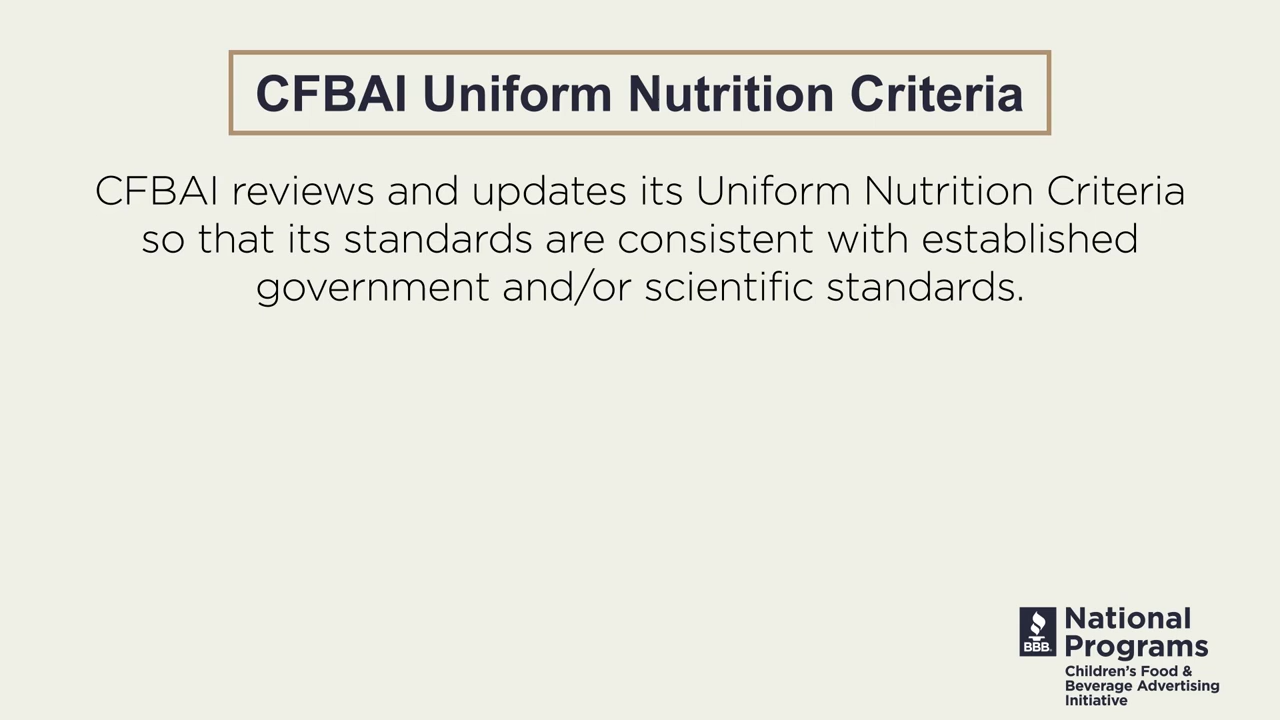 CFBAI Uniform Nutrition Criteria
CFBAI reviews and updates its Uniform Nutrition Criteria
so that its standards are consistent with established
government and/or scientific standards.
BBB.
National
Programs
Children's Food &
Beverage Advertising
Initiative